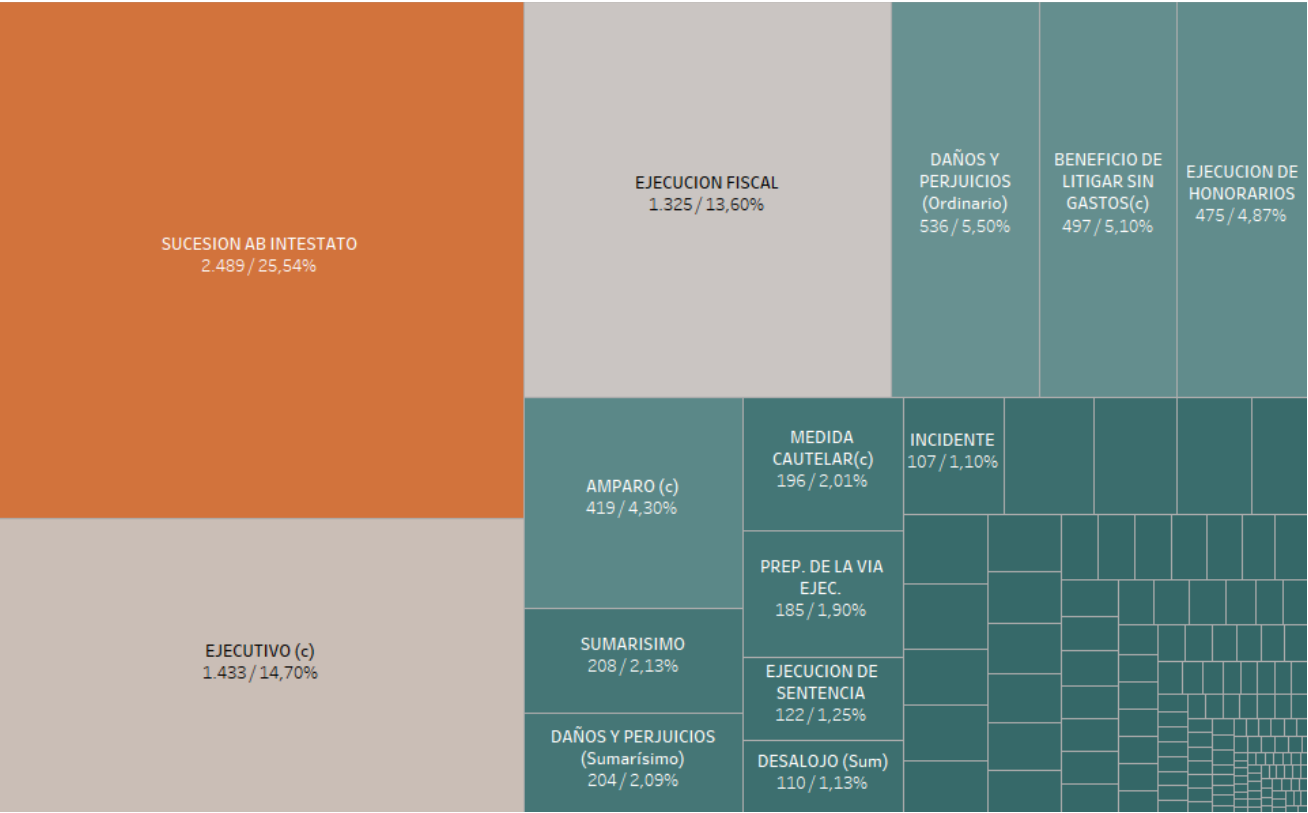 SUCESION AB INTESTATO
2.489 / 25,54%
EJECUTIVO (c)
1.433 / 14,70%
EJECUCION FISCAL
1.325 / 13,60%
DAÑOS Y
PERJUICIOS
(Ordinario)
536 / 5,50%
BENEFICIO DE
LITIGAR SIN
GASTOS(c)
497 / 5,10%
EJECUCION DE
HONORARIOS
475 / 4,87%
AMPARO (c)
419 / 4,30%
SUMARISIMO
208 / 2,13%
DAÑOS Y PERJUICIOS
(Sumarísimo)
204 / 2,09%
MEDIDA
CAUTELAR(c)
196 / 2,01%
PREP. DE LA VIA
EJEC.
185 / 1,90%
EJECUCION DE
SENTENCIA
122 / 1,25%
DESALOJO (Sum)
110 / 1,13%
INCIDENTE
107 / 1,10%